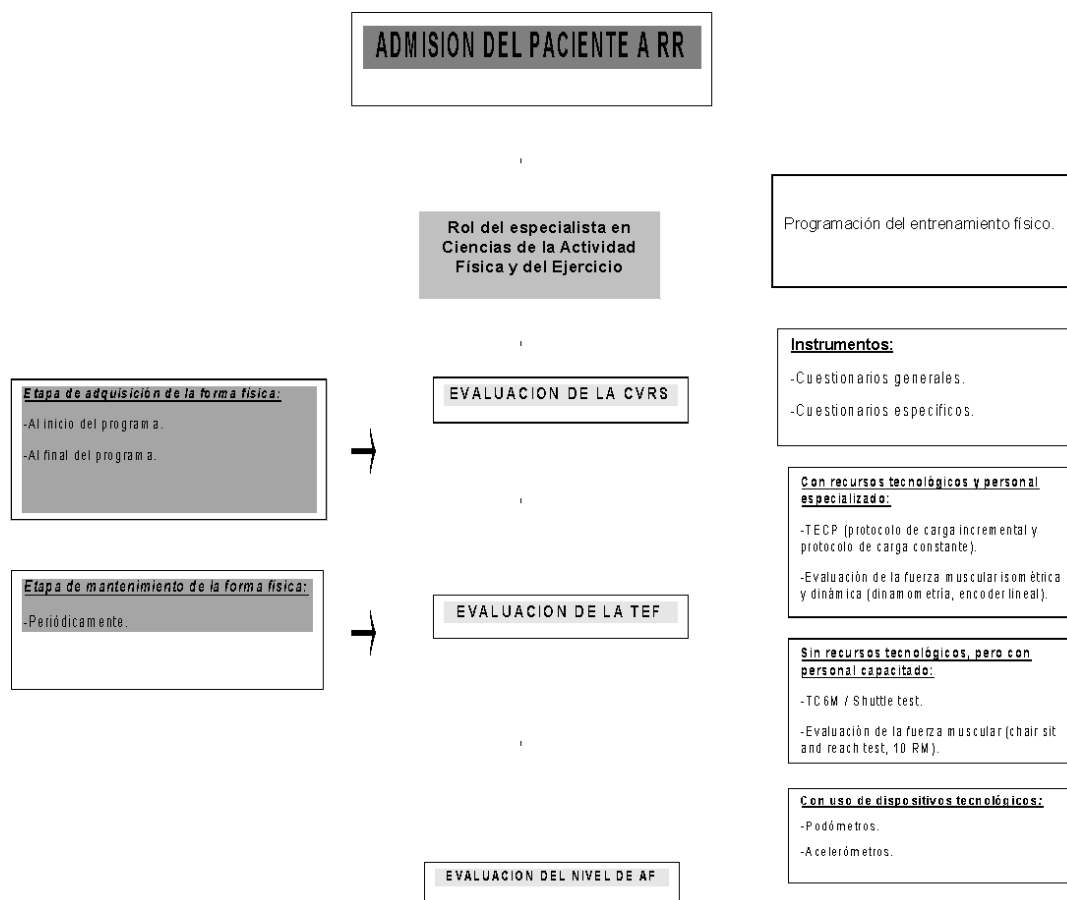 ADMISION DEL PACIENTE A RR
Rol del especialista en
Ciencias de la Actividad
Física y del Ejercicio
Programación del entrenamiento físico.
Etapa de adquisición de la forma física:
-Al inicio del programa.
-Al final del programa.
EVALUACION DE LA CVRS
Instrumentos:
-Cuestionarios generales.
-Cuestionarios específicos.
Etapa de mantenimiento de la forma física:
-Periódicamente.
EVALUACION DE LA TEF
Con recursos tecnológicos y personal
especializado:
-TECP (protocolo de carga incremental y
protocolo de carga constante).
-Evaluación de la fuerza muscular isométrica
y dinámica (dinamometría, encoder lineal).
Sin recursos tecnológicos, pero con
personal capacitado:
-TC6M / Shuttle test.
-Evaluación de la fuerza muscular (chair sit
and reach test, 10 RM).
EVALUACION DEL NIVEL DE AF
Con uso de dispositivos tecnológicos:
-Podómetros.
-Acelerómetros.